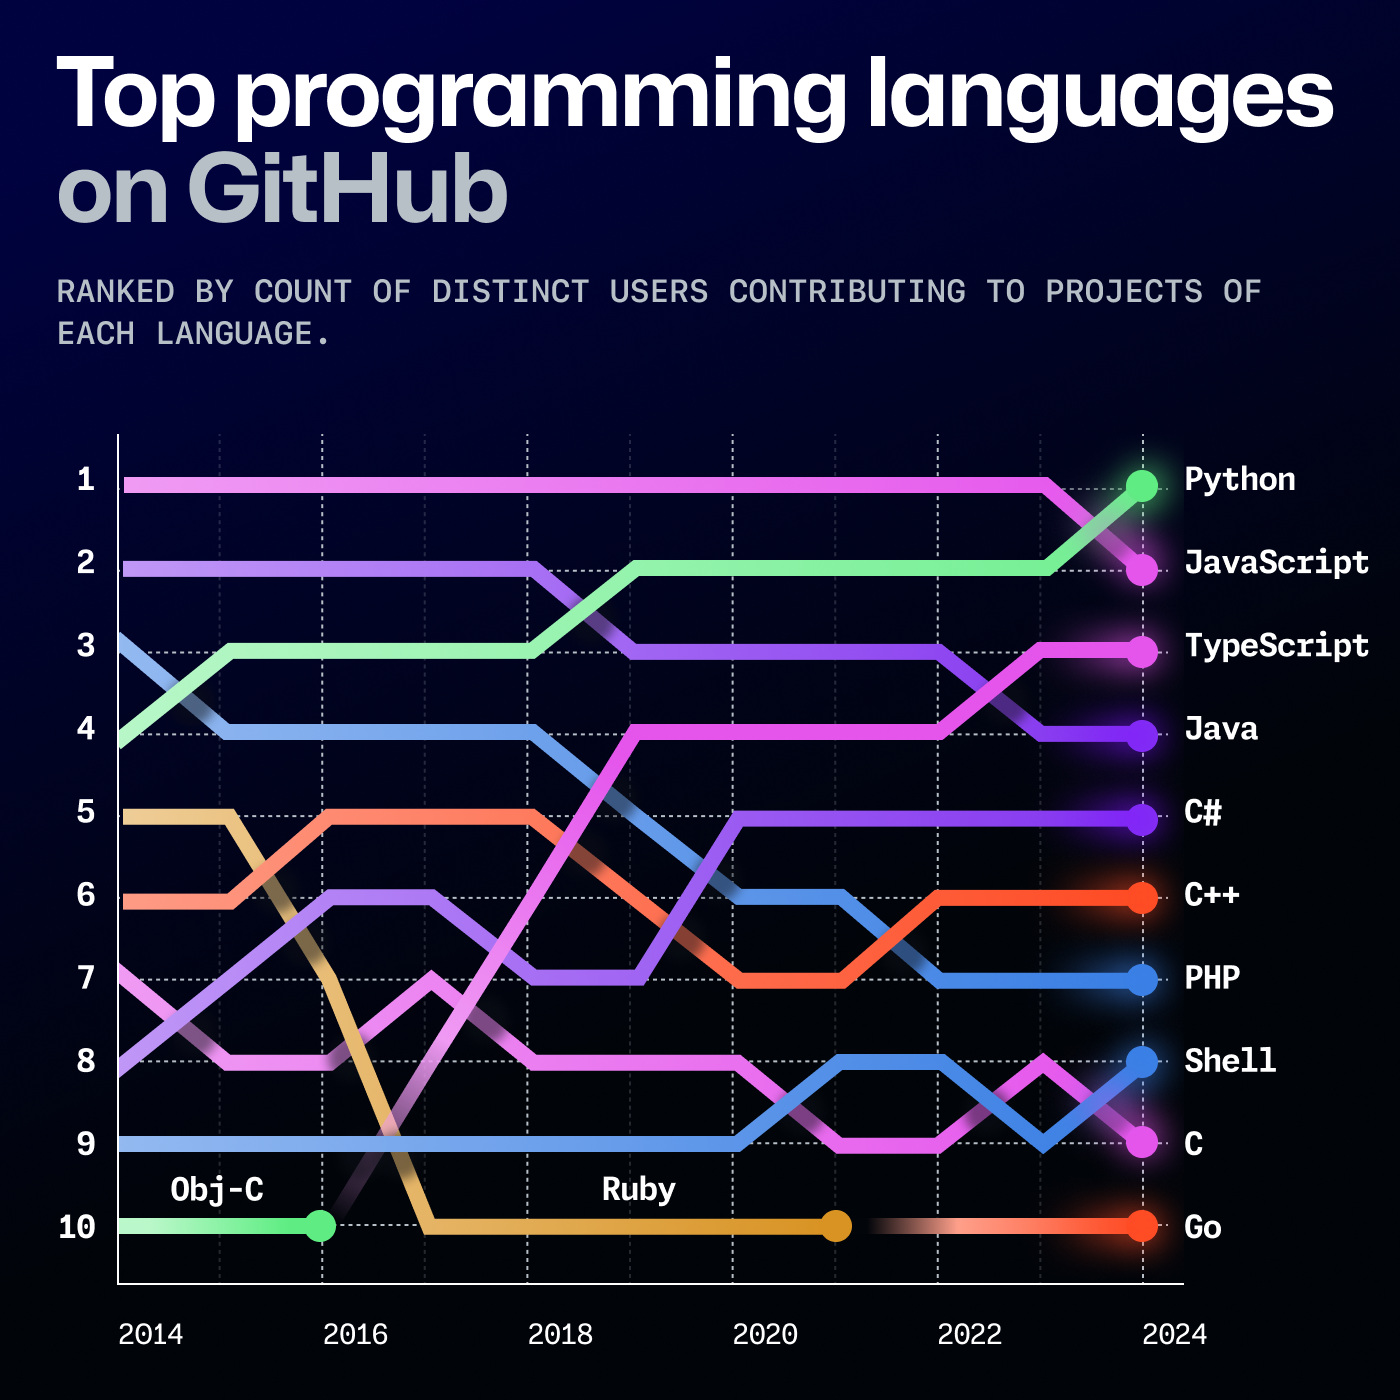 Top programming languages
on GitHub
RANKED BY COUNT OF DISTINCT USERS CONTRIBUTING TO PROJECTS OF
EACH LANGUAGE.
1 Python
2 JavaScript
3 TypeScript
4 Java
5 C#
6 C++
7 PHP
8 Shell
9 C
Obj-C Ruby
10 Go
2014 2016 2018 2020 2022 2024